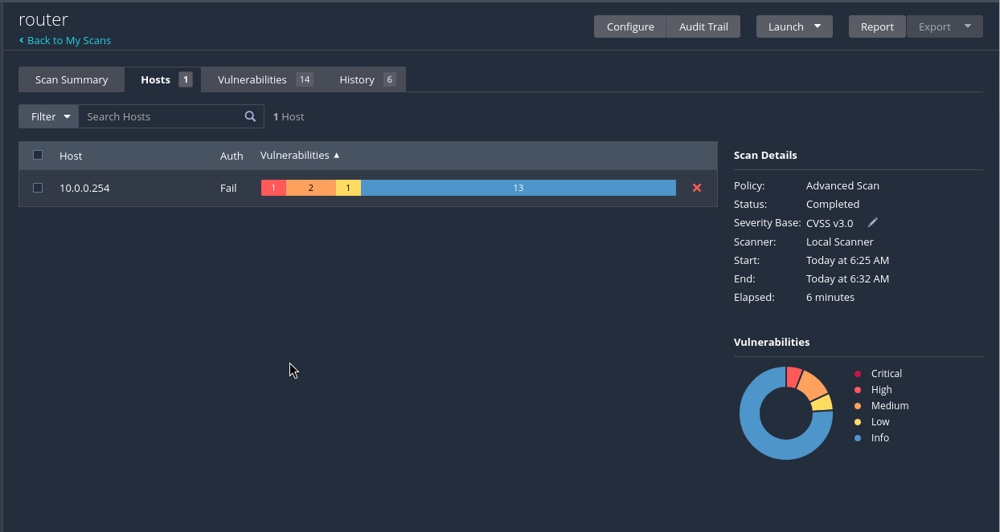 router
Back to My Scans
Configure Audit Trail Launch Report Export
Scan Summary Hosts 1 Vulnerabilities 14 History 6
Filter Search Hosts 1 Host
Host Auth Vulnerabilities
10.0.0.254 Fail 1 2 1 13
Scan Details
Policy: Advanced Scan
Status: Completed
Severity Base: CVSS v3.0
Scanner: Local Scanner
Start: Today at 6:25 AM
End: Today at 6:32 AM
Elapsed: 6 minutes
Vulnerabilities
Critical
High
Medium
Low
Info